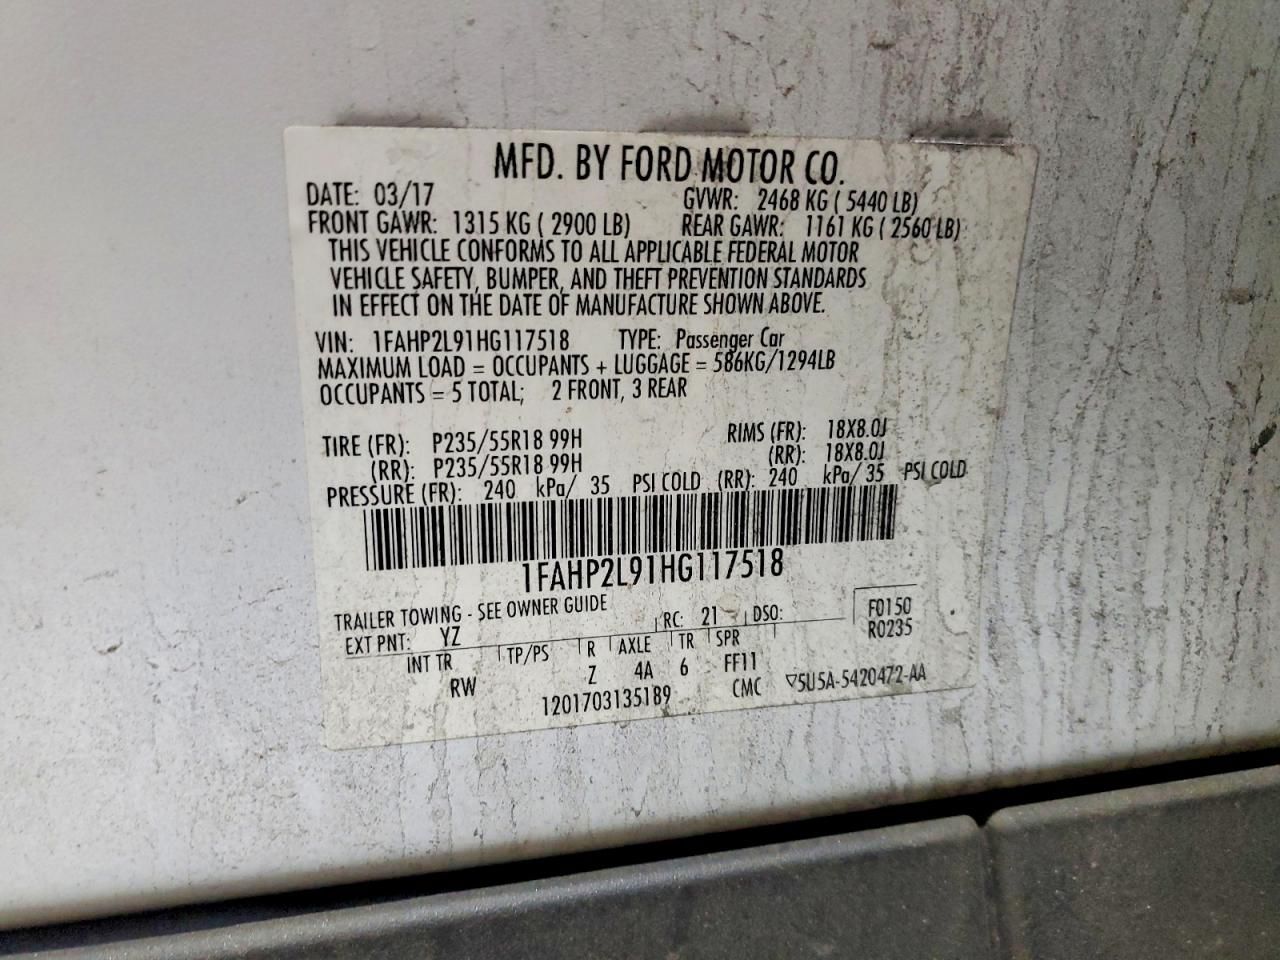 MFD. BY FORD MOTOR CO.
DATE: 03/17 GVWR: 2468 KG ( 5440 LB)
FRONT GAWR: 1315 KG ( 2900 LB) REAR GAWR: 1161 KG ( 2560 LB)
THIS VEHICLE CONFORMS TO ALL APPLICABLE FEDERAL MOTOR
VEHICLE SAFETY, BUMPER, AND THEFT PREVENTION STANDARDS
IN EFFECT ON THE DATE OF MANUFACTURE SHOWN ABOVE.
VIN: 1FAHP2L91HG117518 TYPE: Passenger Car
MAXIMUM LOAD = OCCUPANTS + LUGGAGE = 586KG/1294LB
OCCUPANTS = 5 TOTAL; 2 FRONT, 3 REAR
TIRE (FR): P235/55R18 99H RIMS (FR): 18X8.0J
(RR): P235/55R18 99H (RR): 18X8.0J
PRESSURE (FR): 240 kPa/ 35 PSI COLD (RR): 240 kPa/ 35 PSI COLD
1FAHP2L91HG117518
TRAILER TOWING - SEE OWNER GUIDE
EXT PNT: YZ RC: 21 DSO: F0150
R0235
INT TR TP/PS R AXLE TR SPR
RW Z 4A 6 FF11
1201703135189 CMC ▽5U5A-5420472-AA